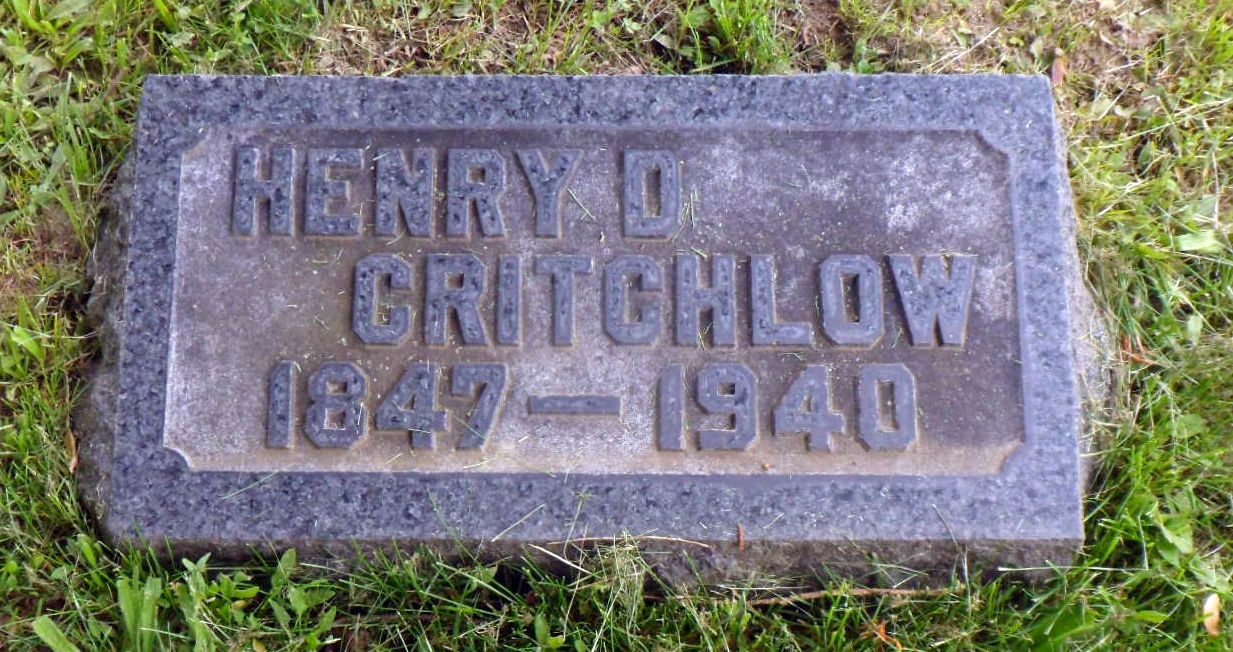 HENRY D
CRITCHLOW
1847 — 1940